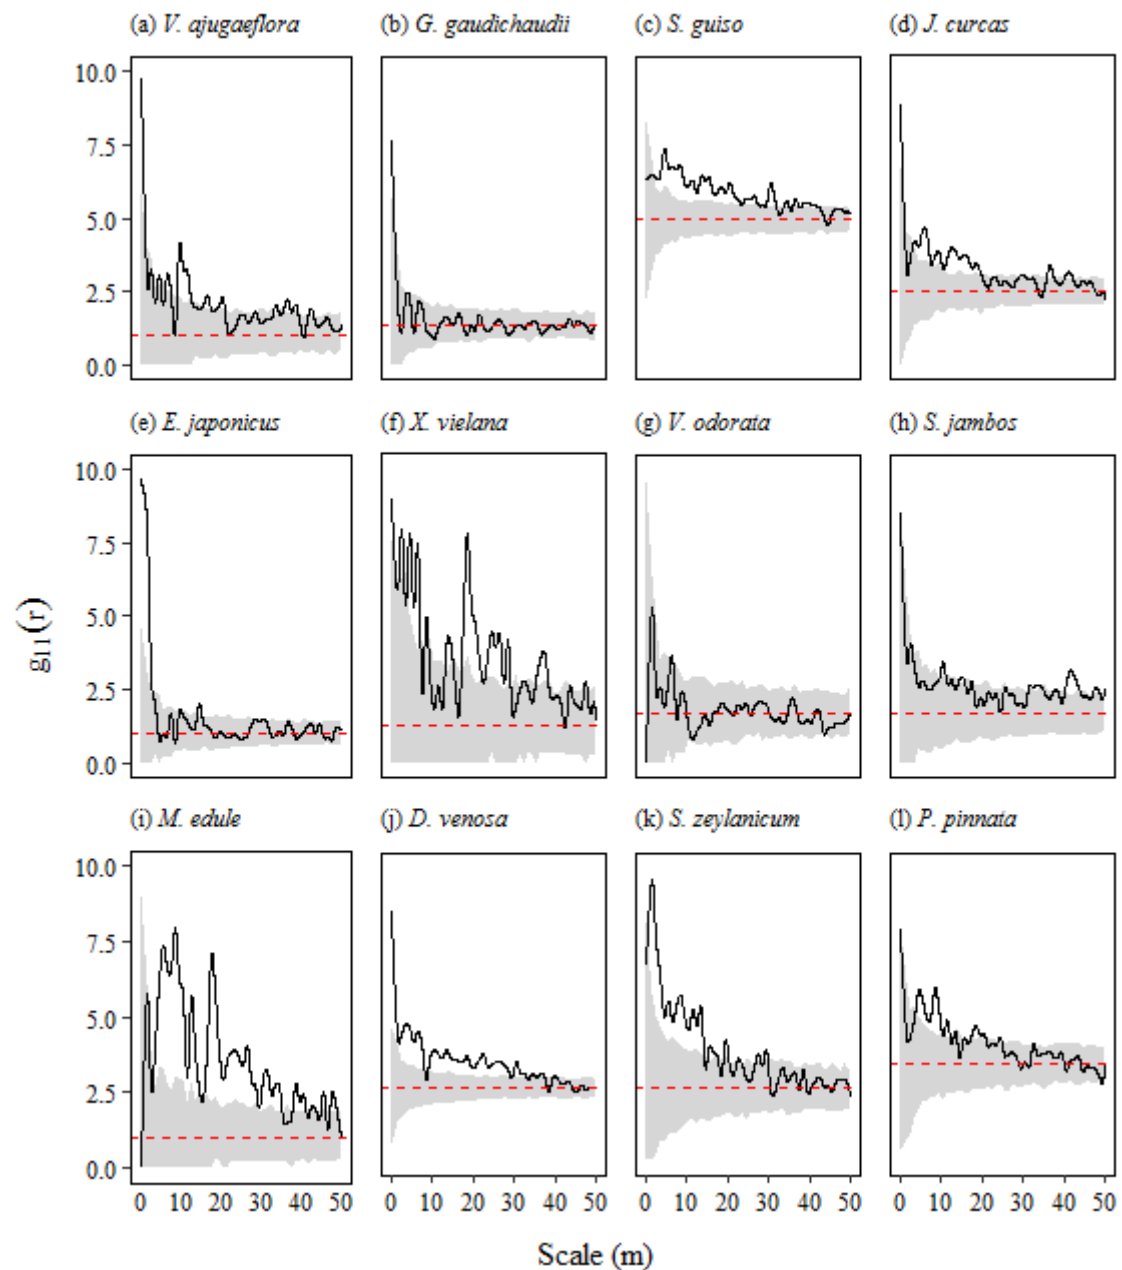 (a) V. ajugaeflora
(b) G. gaudichaudii
(c) S. guiso
(d) J. curcas
10.0
7.5
5.0
2.5
0.0
(e) E. japonicus
(f) X. vielana
(g) V. odorata
(h) S. jambos
10.0
7.5
5.0
2.5
0.0
g11(r)
(i) M. edule
(j) D. venosa
(k) S. zeylanicum
(l) P. pinnata
10.0
7.5
5.0
2.5
0.0
0 10 20 30 40 50
0 10 20 30 40 50
0 10 20 30 40 50
0 10 20 30 40 50
Scale (m)